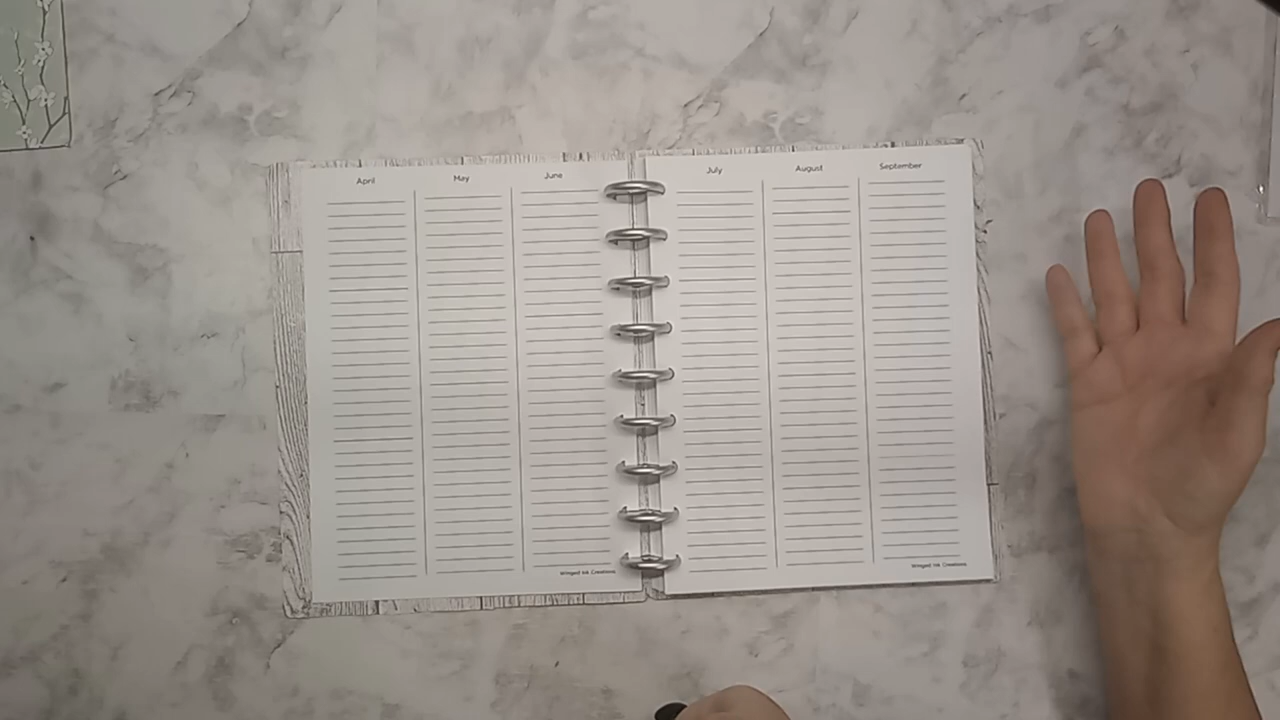 April
May
June
Winged Ink Creations
July
August
September
Winged Ink Creations